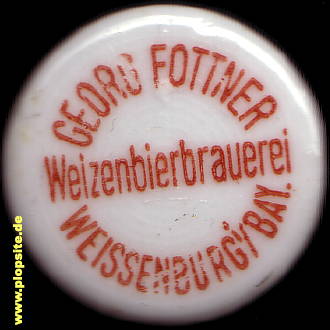 GEORG FOTTNER
Weizenbierbrauerei
WEISSENBURG/BAY.
www.plopsite.de